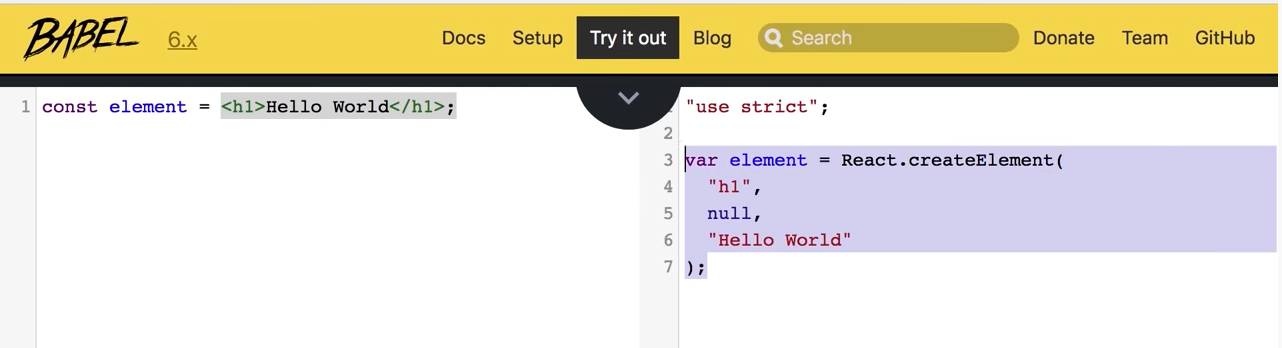 BABEL 6.x Docs Setup Try it out Blog Search Donate Team GitHub
1 const element = <h1>Hello World</h1>;
"use strict";
2
3 var element = React.createElement(
4 "h1",
5 null,
6 "Hello World"
7 );